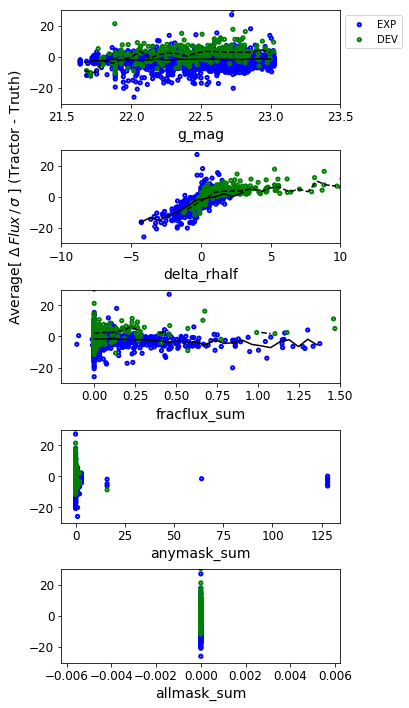 EXP
DEV
Average[ Δ Flux / σ ] (Tractor - Truth)
20
0
−20
21.5 22.0 22.5 23.0 23.5
g_mag
20
0
−20
−10 −5 0 5 10
delta_rhalf
20
0
−20
0.00 0.25 0.50 0.75 1.00 1.25 1.50
fracflux_sum
20
0
−20
0 25 50 75 100 125
anymask_sum
20
0
−20
−0.006 −0.004 −0.002 0.000 0.002 0.004 0.006
allmask_sum